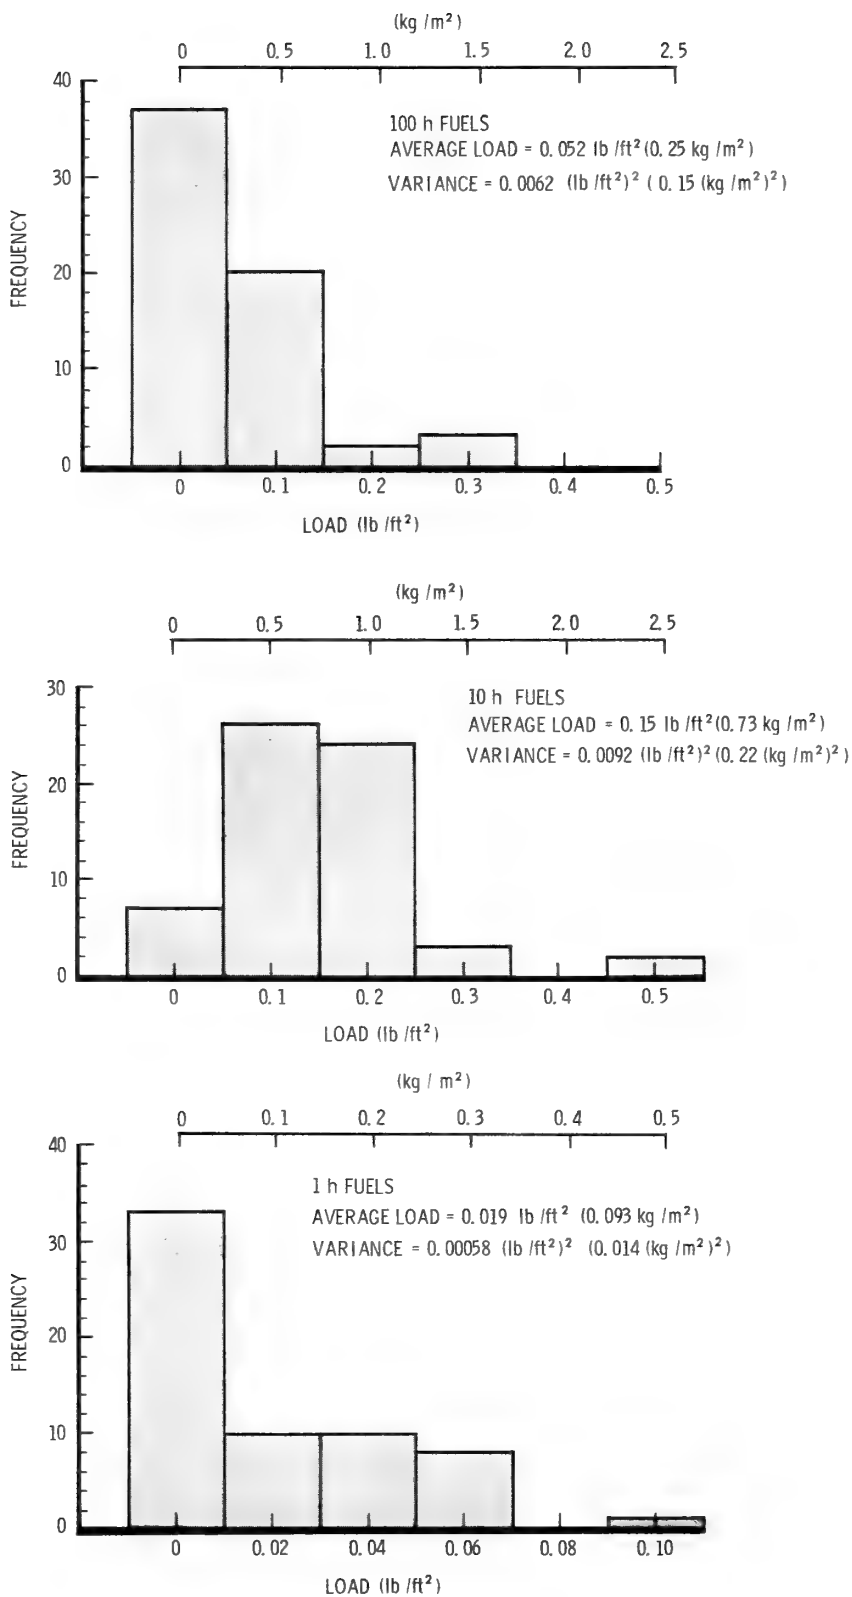 (kg /m²)
0 0.5 1.0 1.5 2.0 2.5
40
100 h FUELS
AVERAGE LOAD = 0.052 lb /ft² (0.25 kg /m²)
VARIANCE = 0.0062 (lb /ft²)² ( 0.15 (kg /m²)²)
30
FREQUENCY
20
10
0
0 0.1 0.2 0.3 0.4 0.5
LOAD (lb /ft²)
(kg /m²)
0 0.5 1.0 1.5 2.0 2.5
30
10 h FUELS
AVERAGE LOAD = 0.15 lb /ft² (0.73 kg /m²)
VARIANCE = 0.0092 (lb /ft²)² (0.22 (kg /m²)²)
20
FREQUENCY
10
0
0 0.1 0.2 0.3 0.4 0.5
LOAD (lb /ft²)
(kg / m²)
0 0.1 0.2 0.3 0.4 0.5
40
1 h FUELS
AVERAGE LOAD = 0.019 lb /ft² (0.093 kg /m²)
VARIANCE = 0.00058 (lb /ft²)² (0.014 (kg /m²)²)
30
FREQUENCY
20
10
0
0 0.02 0.04 0.06 0.08 0.10
LOAD (lb /ft²)